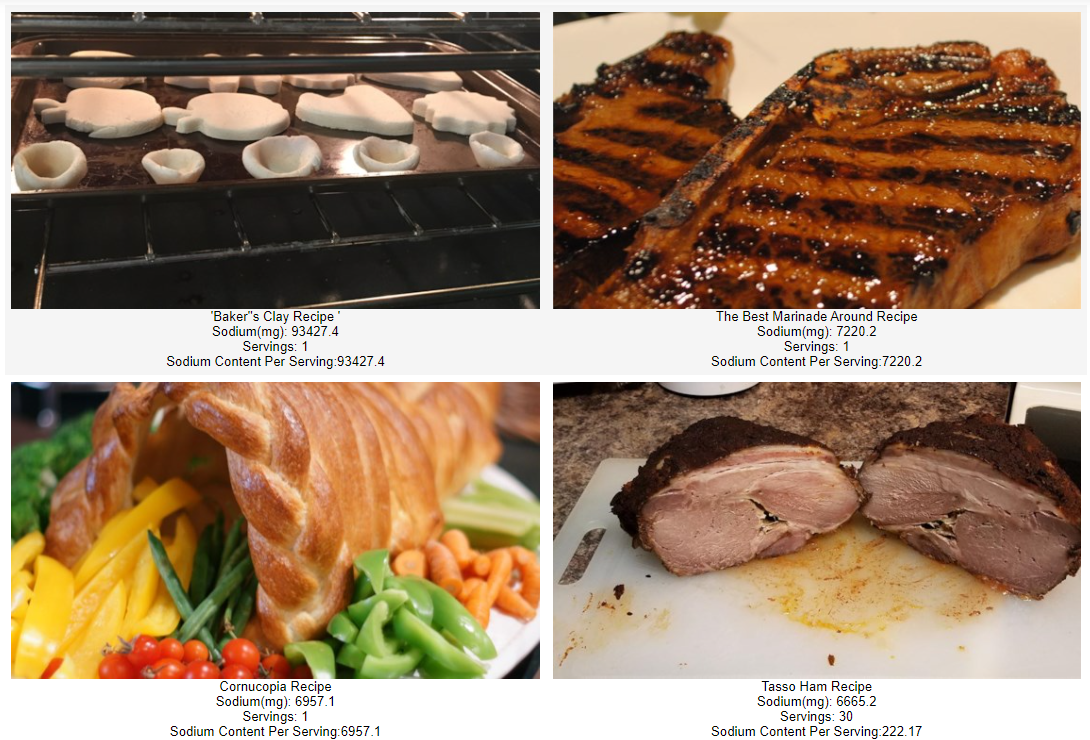 'Baker"s Clay Recipe '
Sodium(mg): 93427.4
Servings: 1
Sodium Content Per Serving:93427.4
The Best Marinade Around Recipe
Sodium(mg): 7220.2
Servings: 1
Sodium Content Per Serving:7220.2
Cornucopia Recipe
Sodium(mg): 6957.1
Servings: 1
Sodium Content Per Serving:6957.1
Tasso Ham Recipe
Sodium(mg): 6665.2
Servings: 30
Sodium Content Per Serving:222.17